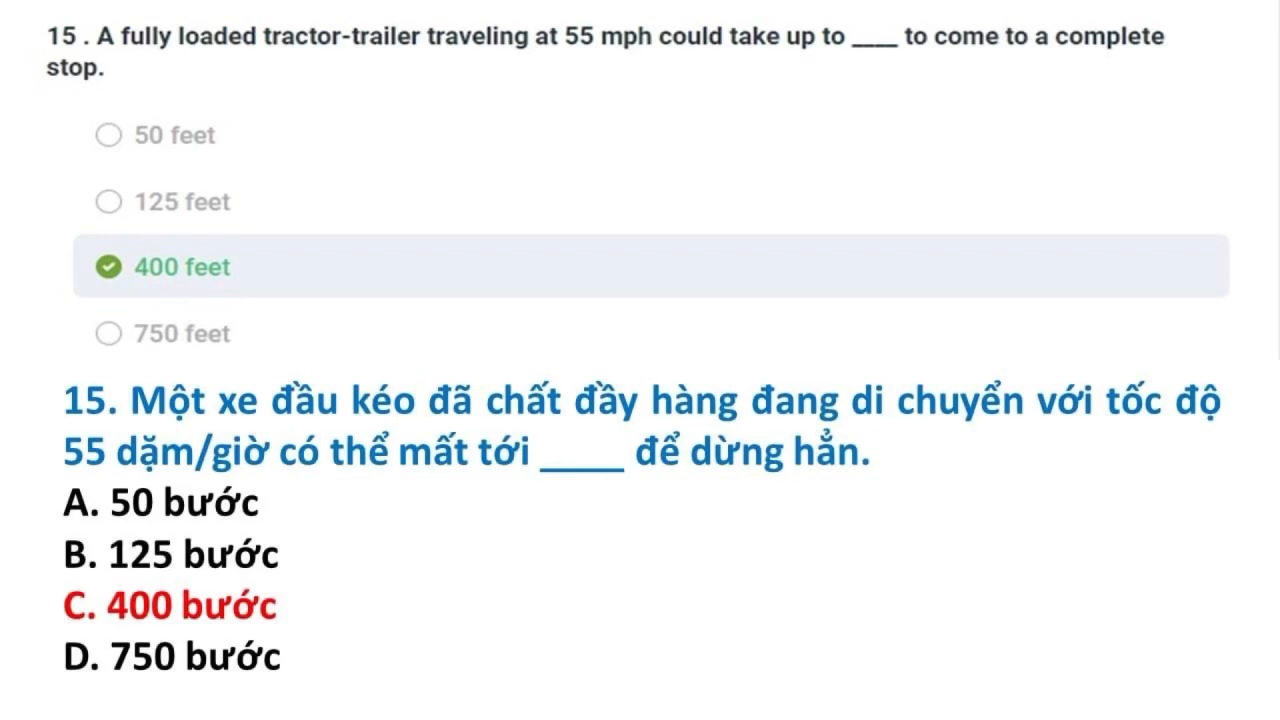 15 . A fully loaded tractor-trailer traveling at 55 mph could take up to ____ to come to a complete
stop.
50 feet
125 feet
400 feet
750 feet
15. Một xe đầu kéo đã chất đầy hàng đang di chuyển với tốc độ
55 dặm/giờ có thể mất tới ____ để dừng hẳn.
A. 50 bước
B. 125 bước
C. 400 bước
D. 750 bước